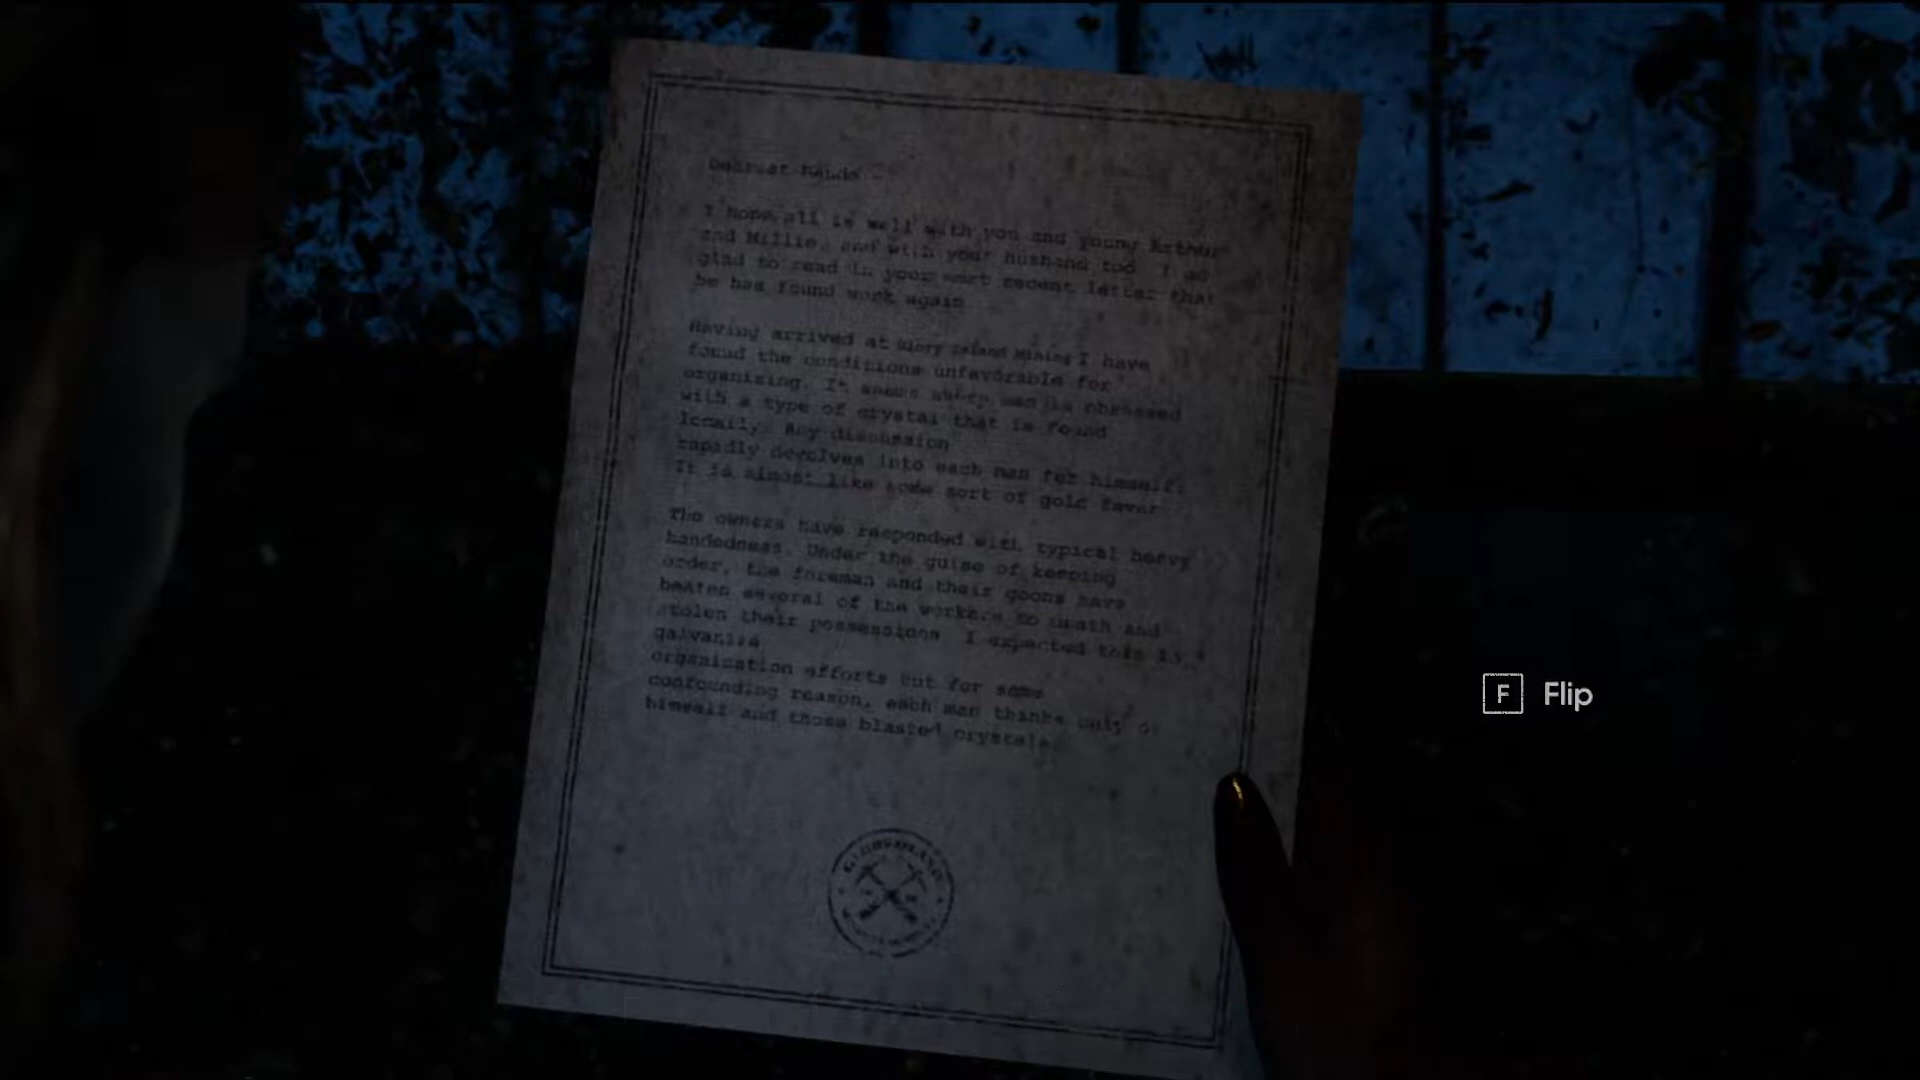 Dearest
I hope all is well with you and young Arthur
and Millie, and with your husband too. I am
glad to read in your most recent letter that
he has found work again.
Having arrived at Glory Island Mining I have
found the conditions unfavorable for
organizing. It seems every man is obsessed
with a type of crystal that is found
locally. Any discussion
rapidly devolves into each man for himself.
It is almost like some sort of gold fever
The owners have responded with typical heavy
handedness. Under the guise of keeping
order, the foreman and their goons have
beaten several of the workers to death and
stolen their possessions. I expected this to
galvanize
organization efforts but for some
confounding reason, each man thinks only of
himself and those blasted crystals.
F Flip